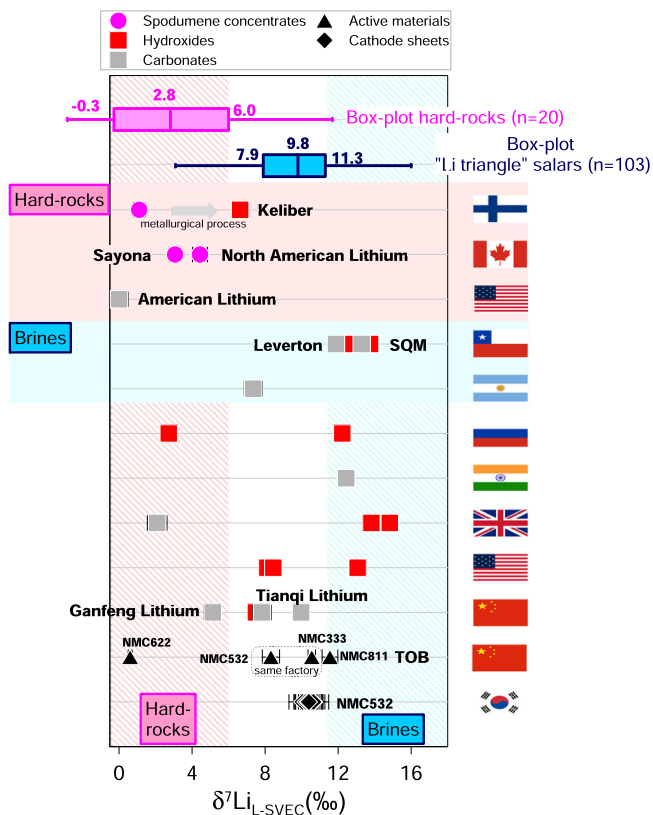 Spodumene concentrates
Hydroxides
Carbonates
Active materials
Cathode sheets
-0.3
2.8
6.0
Box-plot hard-rocks (n=20)
7.9
9.8
11.3
Box-plot
"Li triangle" salars (n=103)
Hard-rocks
Keliber
metallurgical process
Sayona
North American Lithium
American Lithium
Brines
Leverton
SQM
Tianqi Lithium
Ganfeng Lithium
NMC622
NMC333
NMC532
NMC811
TOB
same factory
NMC532
Hard-
rocks
Brines
0 4 8 12 16
δ⁷Li L-SVEC (‰)